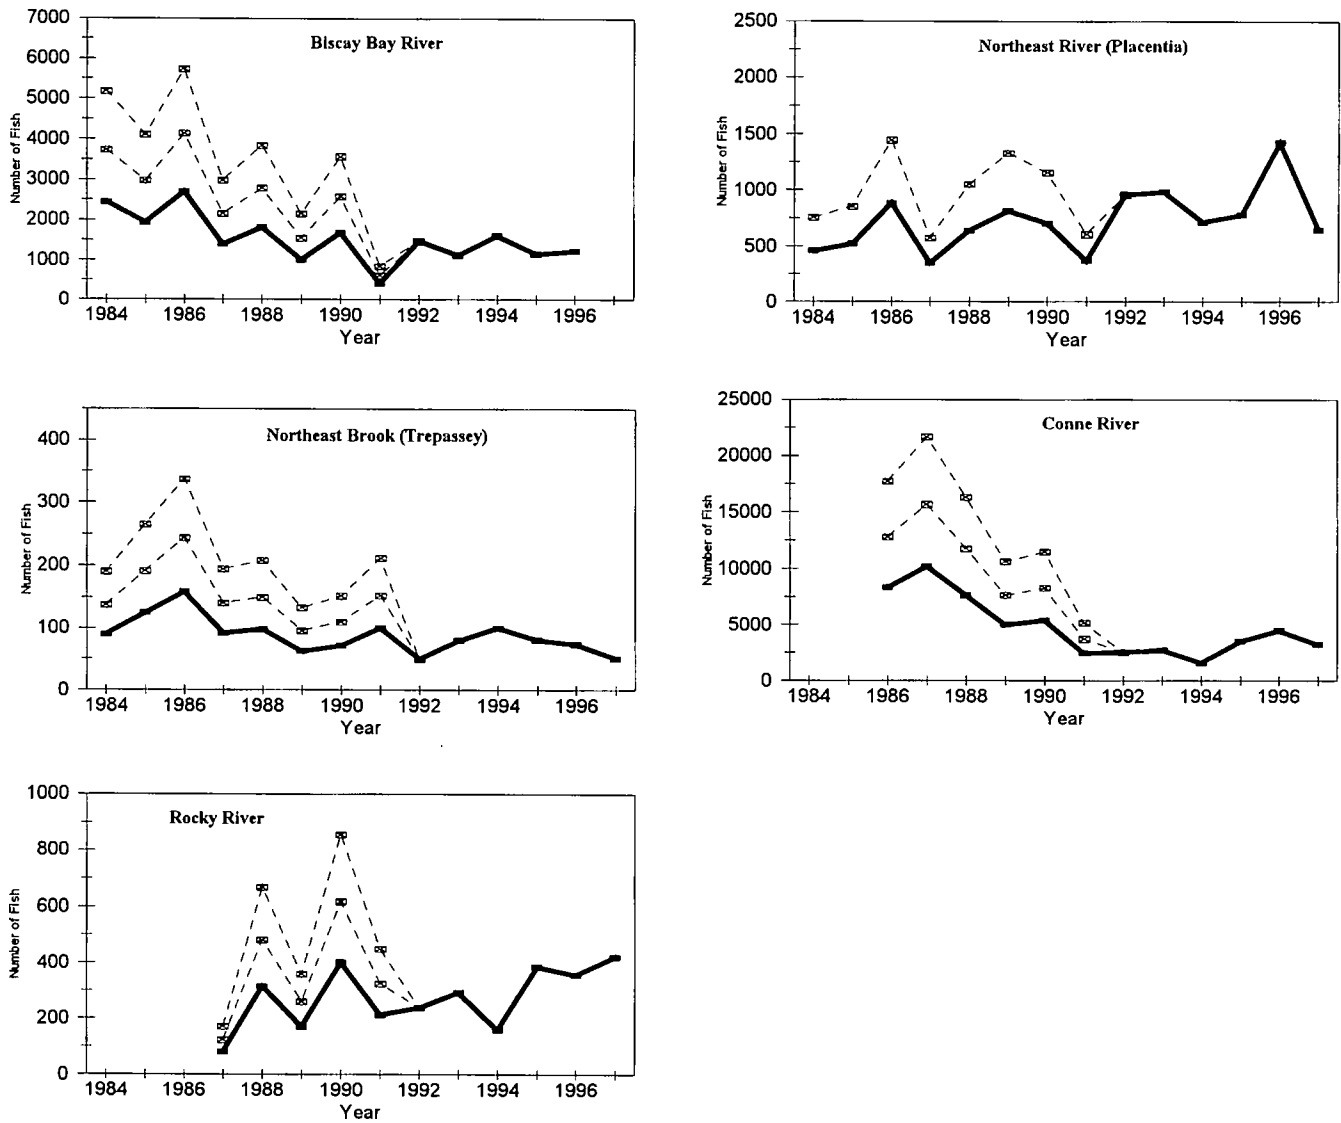 Biscay Bay River
7000
6000
5000
4000
3000
2000
1000
0
Number of Fish
1984 1986 1988 1990 1992 1994 1996
Year
Northeast River (Placentia)
2500
2000
1500
1000
500
0
Number of Fish
1984 1986 1988 1990 1992 1994 1996
Year
Northeast Brook (Trepassey)
400
300
200
100
0
Number of Fish
1984 1986 1988 1990 1992 1994 1996
Year
Conne River
25000
20000
15000
10000
5000
0
Number of Fish
1984 1986 1988 1990 1992 1994 1996
Year
Rocky River
1000
800
600
400
200
0
Number of Fish
1984 1986 1988 1990 1992 1994 1996
Year